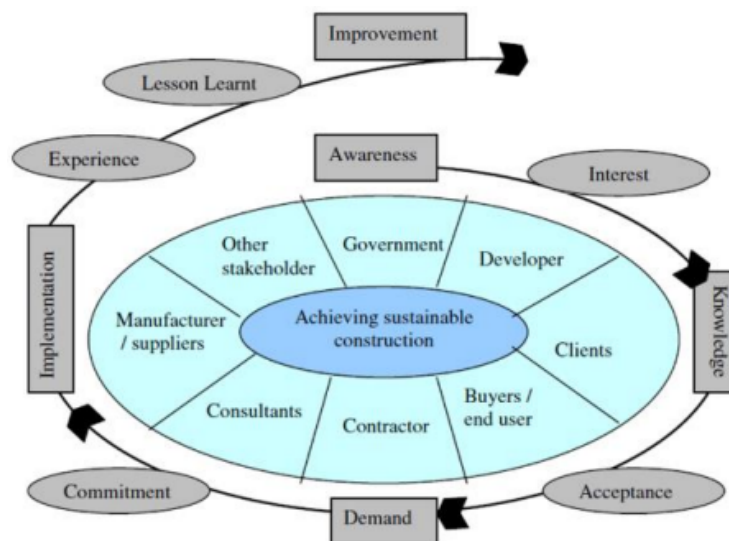 Improvement
Lesson Learnt
Experience
Awareness
Interest
Other
stakeholder
Government
Developer
Implementation
Manufacturer
/ suppliers
Achieving sustainable
construction
Clients
Knowledge
Consultants
Contractor
Buyers /
end user
Commitment
Demand
Acceptance